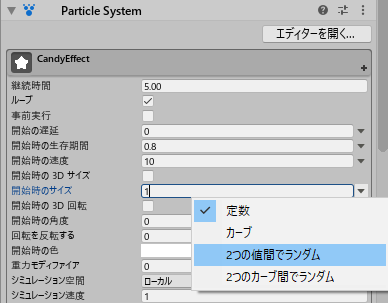 Particle System
エディターを開く...
CandyEffect
継続時間 5.00
ループ
事前実行
開始の遅延 0
開始時の生存期間 0.8
開始時の速度 10
開始時の 3D サイズ
開始時のサイズ 1
開始時の 3D 回転
開始時の角度 0
回転を反転する 0
開始時の色
重力モディファイア 0
シミュレーション空間 ローカル
シミュレーション速度 1
定数
カーブ
2つの値間でランダム
2つのカーブ間でランダム